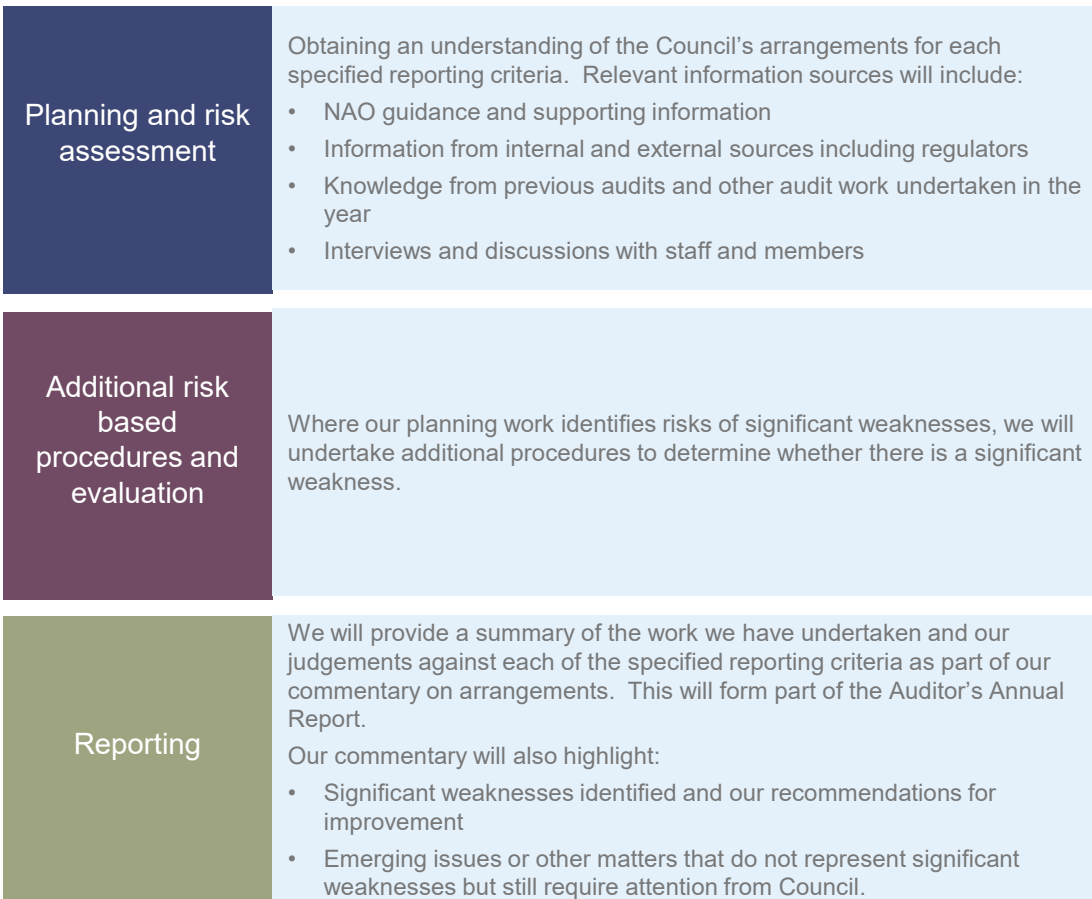 Planning and risk
assessment
Obtaining an understanding of the Council’s arrangements for each
specified reporting criteria.  Relevant information sources will include:
• NAO guidance and supporting information
• Information from internal and external sources including regulators
• Knowledge from previous audits and other audit work undertaken in the
year
• Interviews and discussions with staff and members
Additional risk
based
procedures and
evaluation
Where our planning work identifies risks of significant weaknesses, we will
undertake additional procedures to determine whether there is a significant
weakness.
Reporting
We will provide a summary of the work we have undertaken and our
judgements against each of the specified reporting criteria as part of our
commentary on arrangements.  This will form part of the Auditor’s Annual
Report.
Our commentary will also highlight:
• Significant weaknesses identified and our recommendations for
improvement
• Emerging issues or other matters that do not represent significant
weaknesses but still require attention from Council.